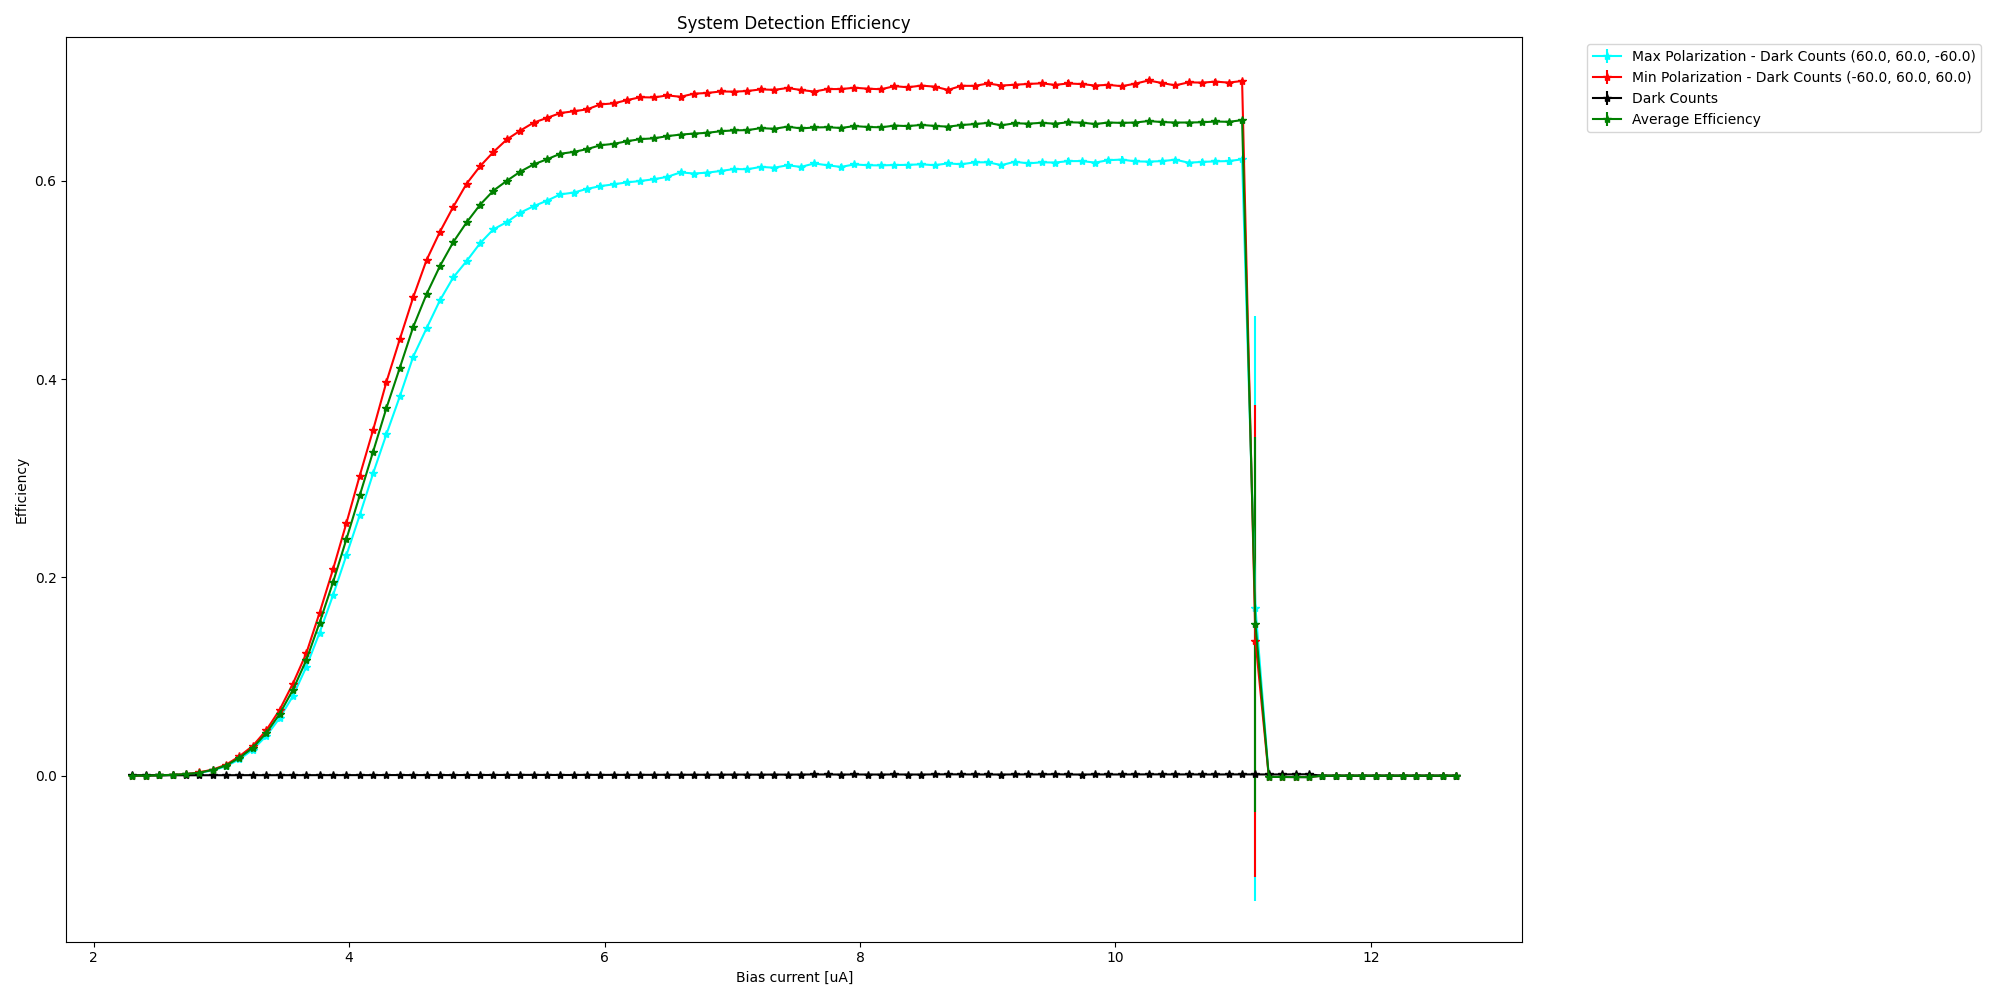 System Detection Efficiency
Max Polarization - Dark Counts (60.0, 60.0, -60.0)
Min Polarization - Dark Counts (-60.0, 60.0, 60.0)
Dark Counts
Average Efficiency
Efficiency
0.6
0.4
0.2
0.0
2 4 6 8 10 12
Bias current [uA]